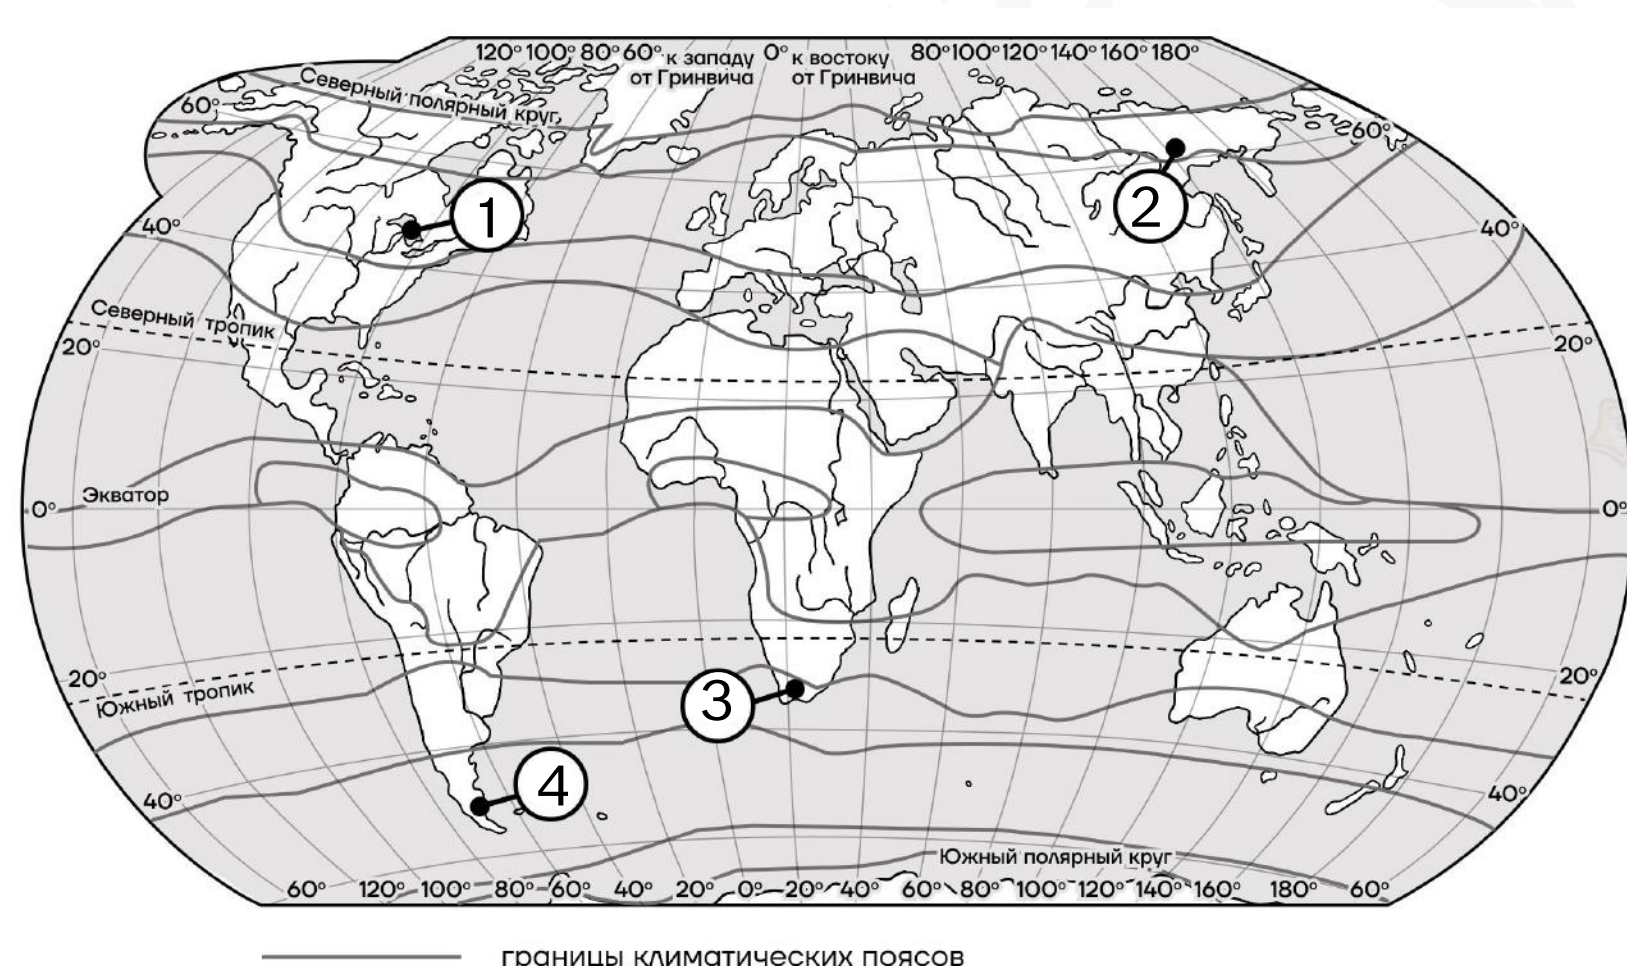 120° 100° 80° 60° к западу от Гринвича 0° к востоку от Гринвича 80° 100° 120° 140° 160° 180°
Северный полярный круг
60°
60°
1
2
40°
40°
Северный тропик
20°
20°
Экватор
0°
0°
20°
20°
Южный тропик
3
4
40°
40°
Южный полярный круг
60° 120° 100° 80° 60° 40° 20° 0° 20° 40° 60° 80° 100° 120° 140° 160° 180° 60°
границы климатических поясов